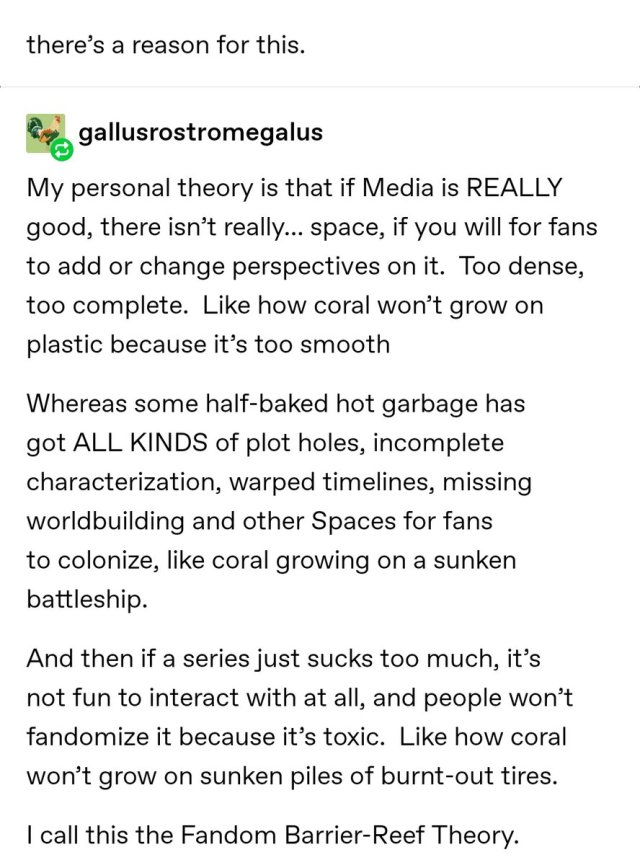 there’s a reason for this.
gallusrostromegalus
My personal theory is that if Media is REALLY
good, there isn’t really... space, if you will for fans
to add or change perspectives on it.  Too dense,
too complete.  Like how coral won’t grow on
plastic because it’s too smooth
Whereas some half-baked hot garbage has
got ALL KINDS of plot holes, incomplete
characterization, warped timelines, missing
worldbuilding and other Spaces for fans
to colonize, like coral growing on a sunken
battleship.
And then if a series just sucks too much, it’s
not fun to interact with at all, and people won’t
fandomize it because it’s toxic.  Like how coral
won’t grow on sunken piles of burnt-out tires.
I call this the Fandom Barrier-Reef Theory.